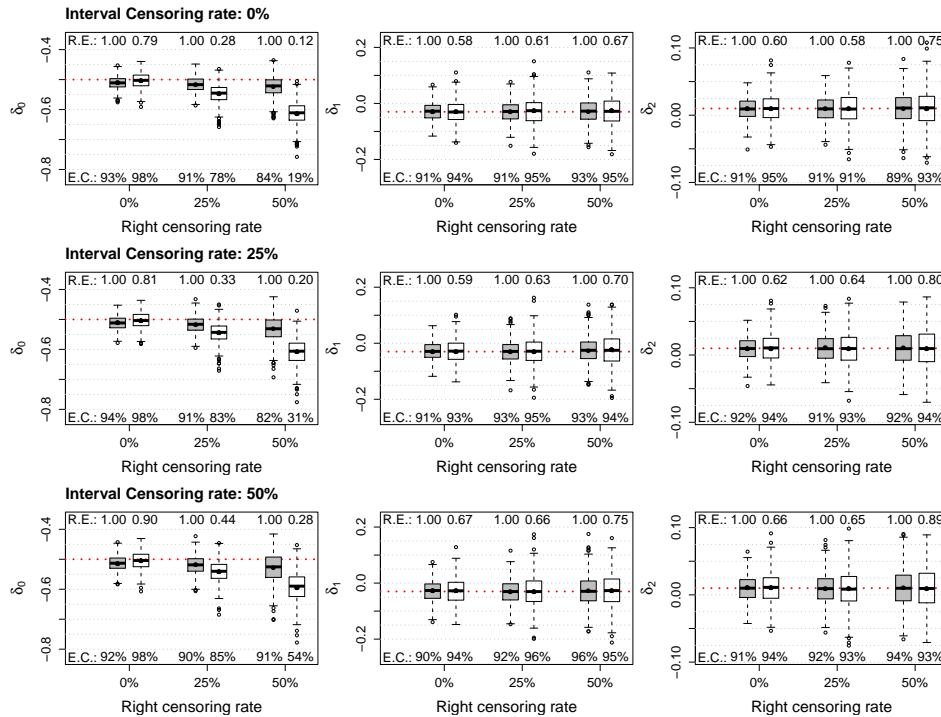 Interval Censoring rate: 0%
R.E.: 1.00 0.79 1.00 0.28 1.00 0.12
E.C.: 93% 98% 91% 78% 84% 19%
-0.4
-0.6
-0.8
δ0
0% 25% 50%
Right censoring rate
R.E.: 1.00 0.58 1.00 0.61 1.00 0.67
E.C.: 91% 94% 91% 95% 93% 95%
0.2
0.0
-0.2
δ1
0% 25% 50%
Right censoring rate
R.E.: 1.00 0.60 1.00 0.58 1.00 0.75
E.C.: 91% 95% 91% 91% 89% 93%
0.10
0.00
-0.10
δ2
0% 25% 50%
Right censoring rate
Interval Censoring rate: 25%
R.E.: 1.00 0.81 1.00 0.33 1.00 0.20
E.C.: 94% 98% 91% 83% 82% 31%
-0.4
-0.6
-0.8
δ0
0% 25% 50%
Right censoring rate
R.E.: 1.00 0.59 1.00 0.63 1.00 0.70
E.C.: 91% 93% 93% 95% 93% 94%
0.2
0.0
-0.2
δ1
0% 25% 50%
Right censoring rate
R.E.: 1.00 0.62 1.00 0.64 1.00 0.80
E.C.: 92% 94% 91% 93% 92% 94%
0.10
0.00
-0.10
δ2
0% 25% 50%
Right censoring rate
Interval Censoring rate: 50%
R.E.: 1.00 0.90 1.00 0.44 1.00 0.28
E.C.: 92% 98% 90% 85% 91% 54%
-0.4
-0.6
-0.8
δ0
0% 25% 50%
Right censoring rate
R.E.: 1.00 0.67 1.00 0.66 1.00 0.75
E.C.: 90% 94% 92% 96% 96% 95%
0.2
0.0
-0.2
δ1
0% 25% 50%
Right censoring rate
R.E.: 1.00 0.66 1.00 0.65 1.00 0.89
E.C.: 91% 94% 92% 93% 94% 93%
0.10
0.00
-0.10
δ2
0% 25% 50%
Right censoring rate